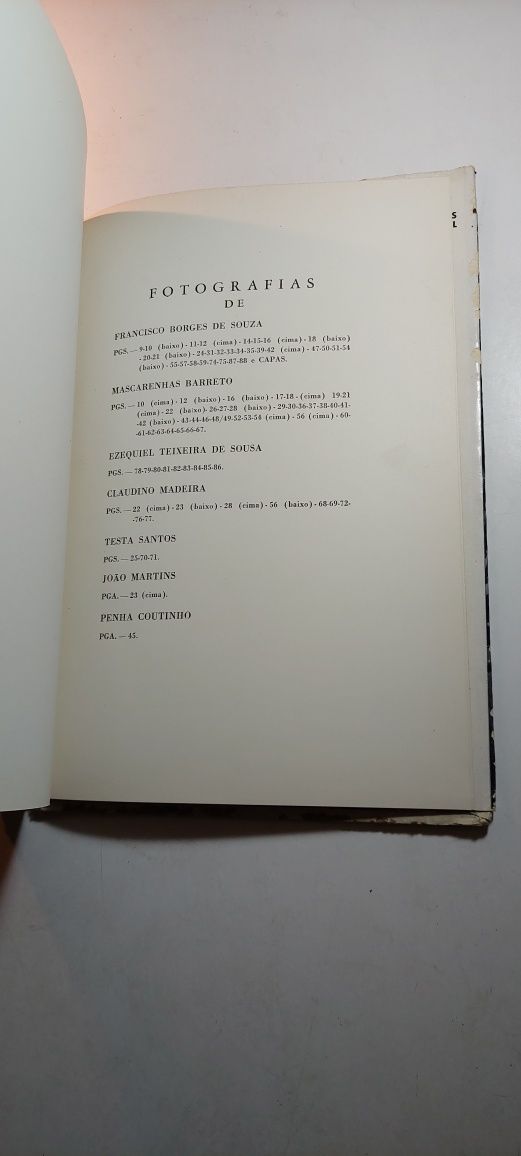 FOTOGRAFIAS
DE
FRANCISCO BORGES DE SOUZA
PGS.—9-10 (baixo)-11-12 (cima)-14-15-16 (cima)-18 (baixo)
-20-21 (baixo)-24-31-32-33-34-35-39-42 (cima)-47-50-51-54
(baixo)-55-57-58-59-74-75-87-88 e CAPAS.
MASCARENHAS BARRETO
PGS.—10 (cima)-12 (baixo)-16 (baixo)-17-18-(cima) 19-21
(cima)-22 (baixo)-26-27-28 (baixo)-29-30-36-37-38-40-41-
-42 (baixo)-43-44-46-48/49-52-53-54 (cima)-56 (cima)-60-
-61-62-63-64-65-66-67.
EZEQUIEL TEIXEIRA DE SOUSA
PGS.—78-79-80-81-82-83-84-85-86.
CLAUDINO MADEIRA
PGS.—22 (cima)-23 (baixo)-28 (cima)-56 (baixo)-68-69-72-
-76-77.
TESTA SANTOS
PGS.—25-70-71.
JOÃO MARTINS
PGA.—23 (cima).
PENHA COUTINHO
PGA.—45.
S
L